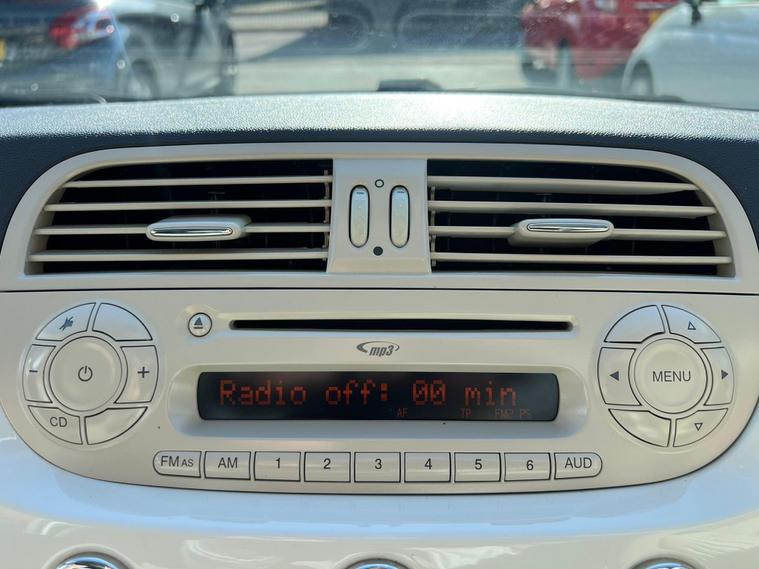 mp3
Radio off: 00 min
AF TP FM2 PS
− + MENU
CD
FM AS AM 1 2 3 4 5 6 AUD